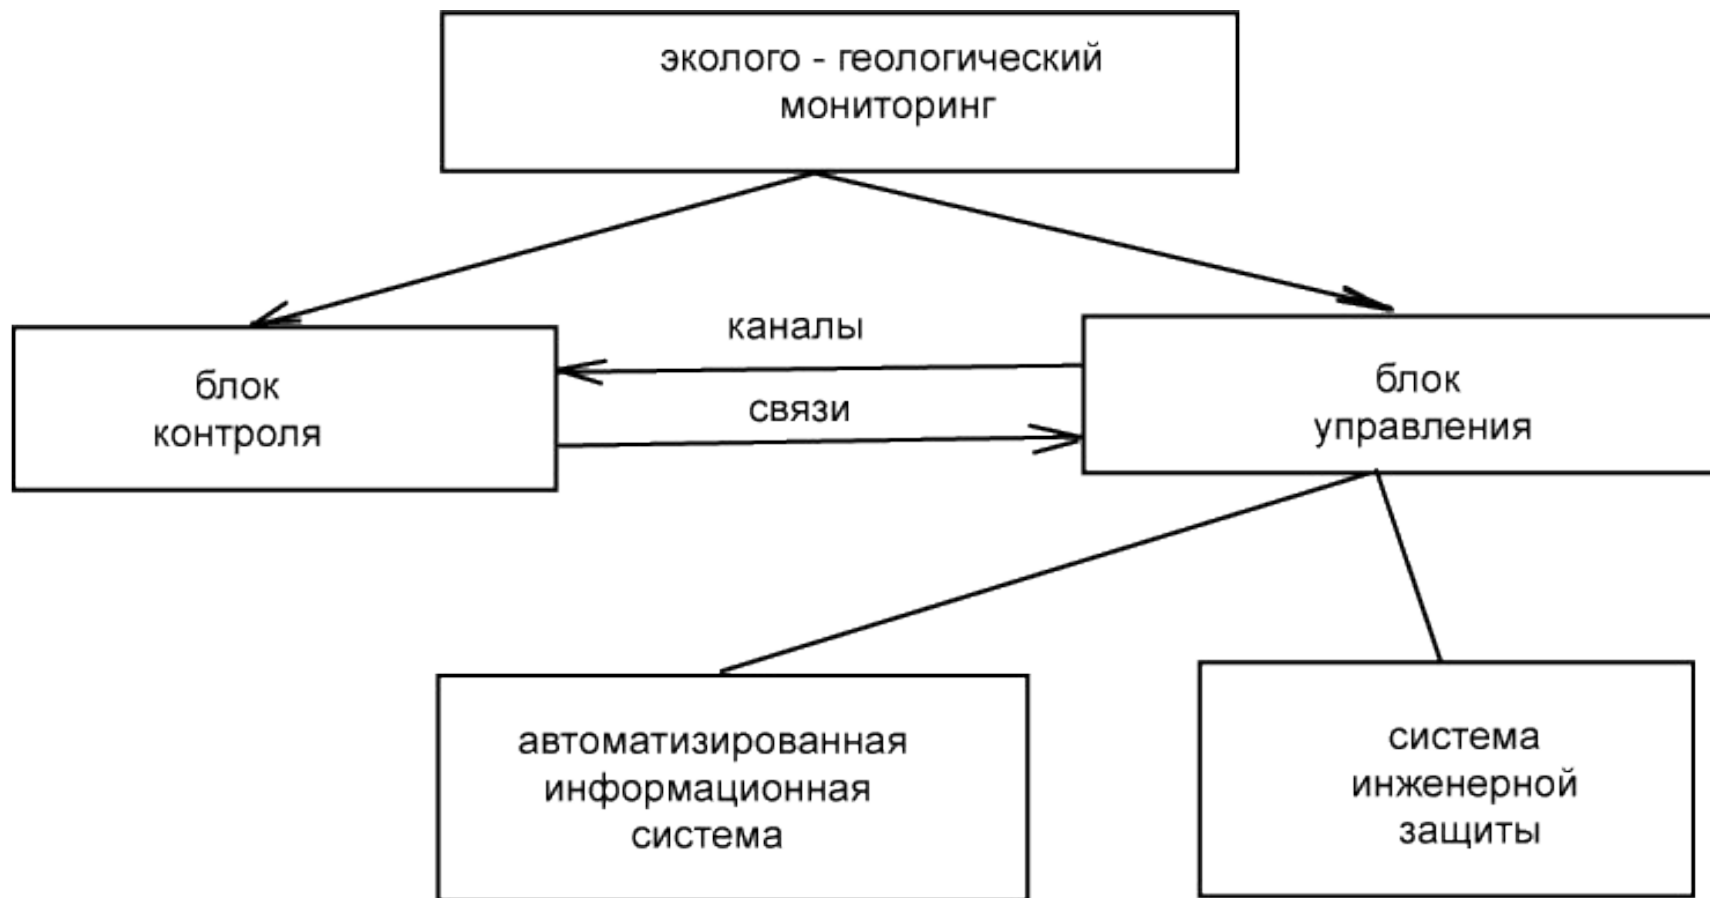 эколого - геологический
мониторинг
каналы
блок
контроля
связи
блок
управления
автоматизированная
информационная
система
система
инженерной
защиты